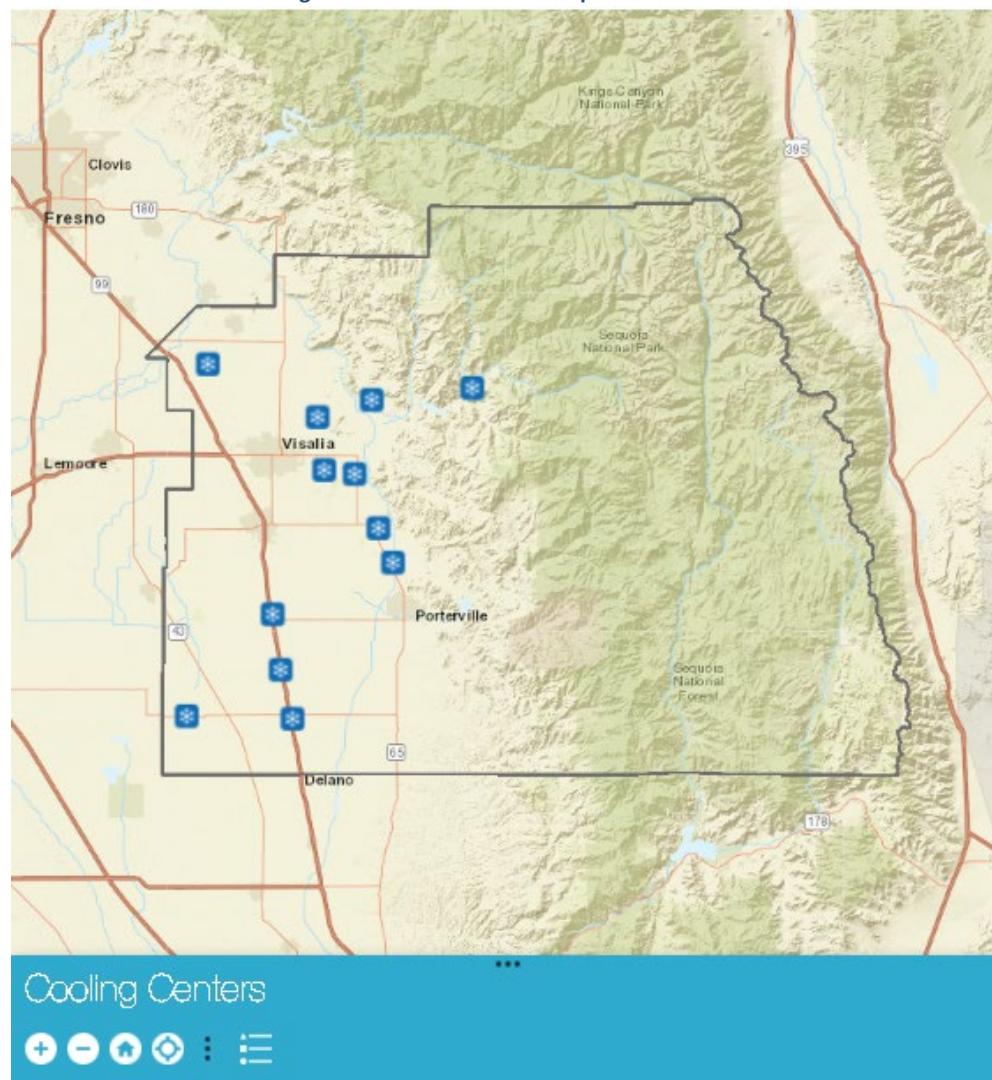 Kings Canyon
National Park
395
Clovis
180
Fresno
99
Sequoia
National Park
Visalia
Lemoore
Porterville
43
Sequoia
National
Forest
65
Delano
178
Cooling Centers